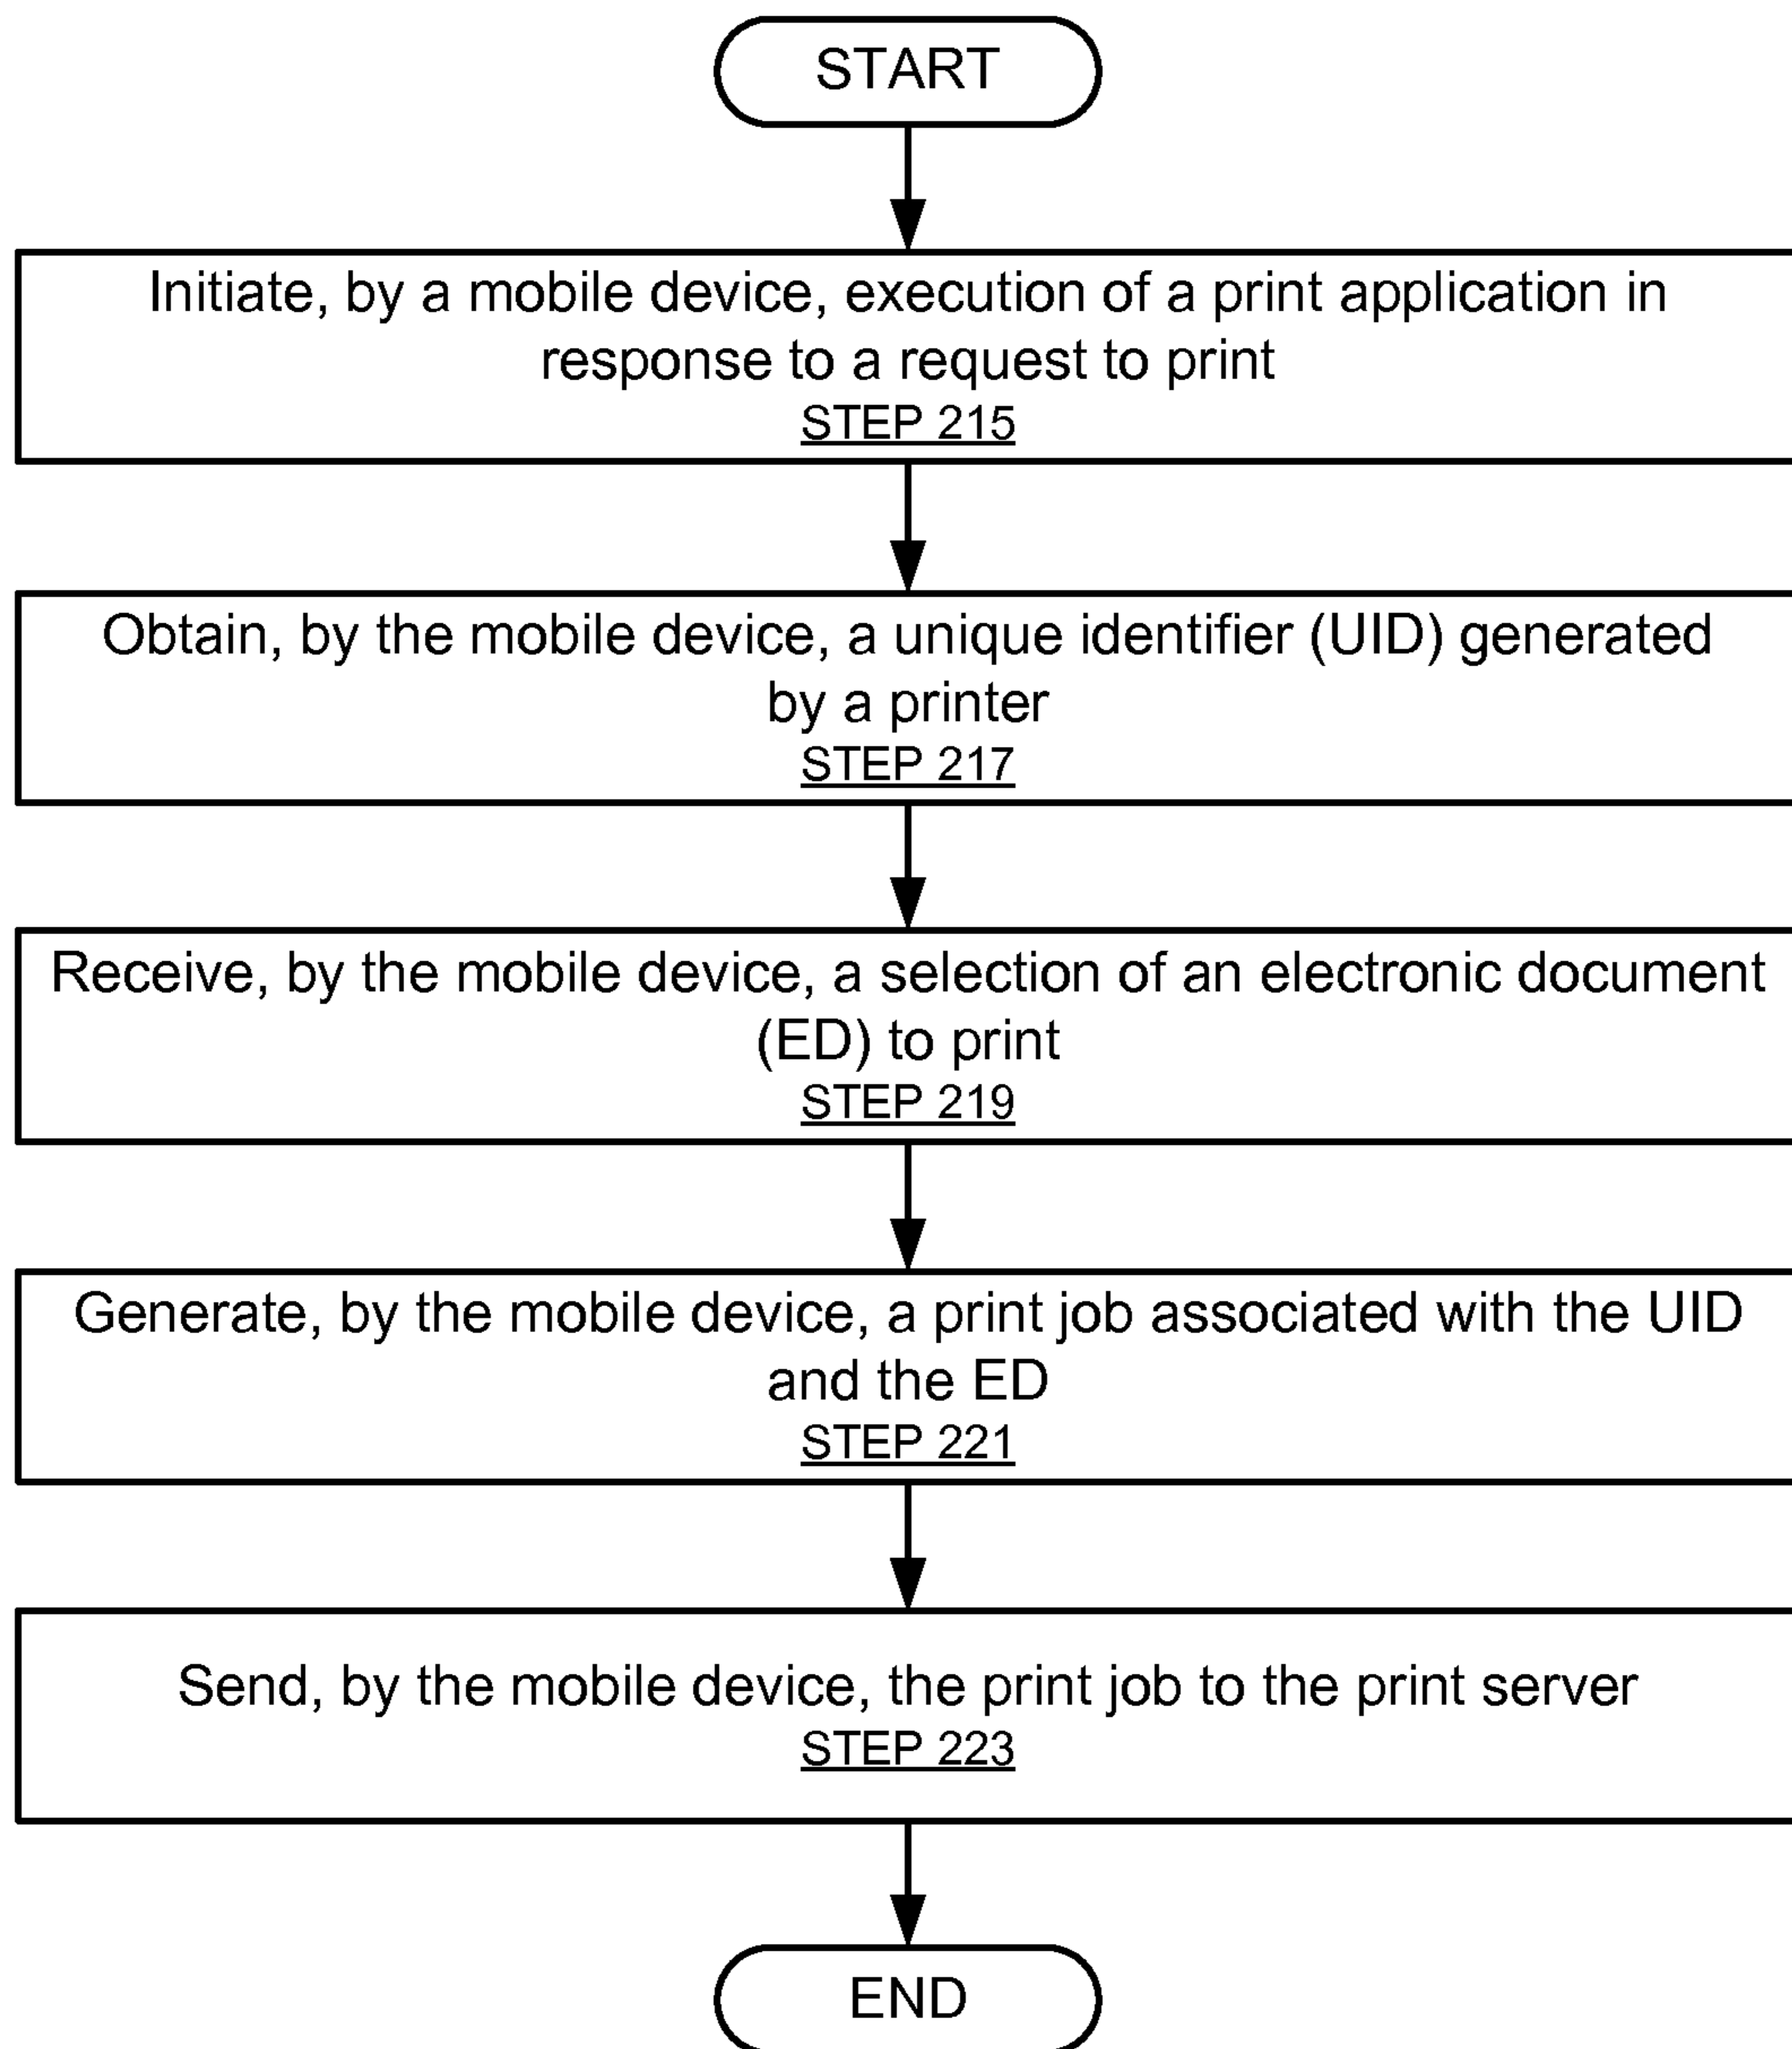 START
Initiate, by a mobile device, execution of a print application in
response to a request to print
STEP 215
Obtain, by the mobile device, a unique identifier (UID) generated
by a printer
STEP 217
Receive, by the mobile device, a selection of an electronic document
(ED) to print
STEP 219
Generate, by the mobile device, a print job associated with the UID
and the ED
STEP 221
Send, by the mobile device, the print job to the print server
STEP 223
END